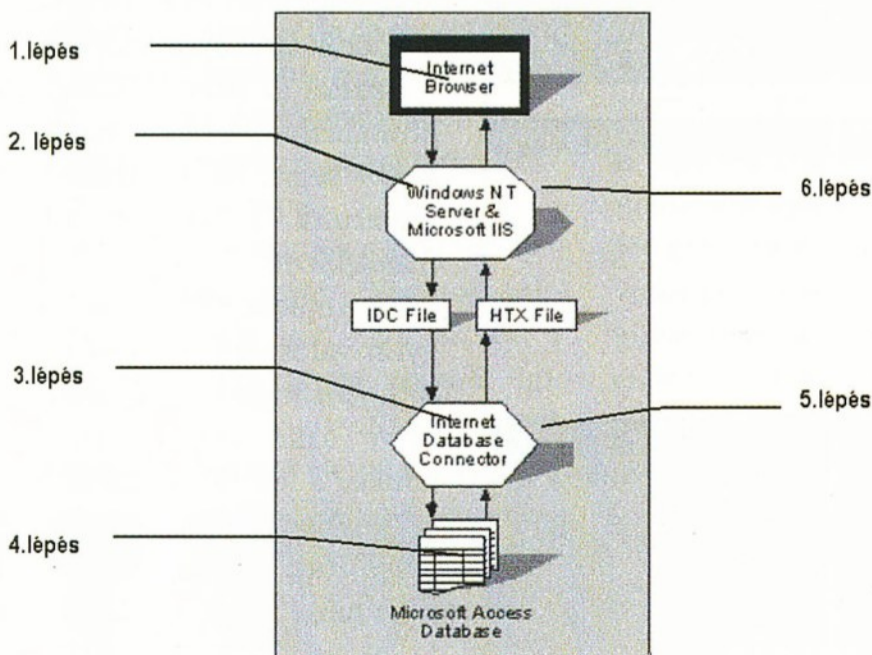 1.lépés
Internet
Browser
2. lépés
Windows NT
Server &
Microsoft IIS
6.lépés
IDC File
HTX File
3.lépés
Internet
Database
Connector
5.lépés
4.lépés
Microsoft Access
Database